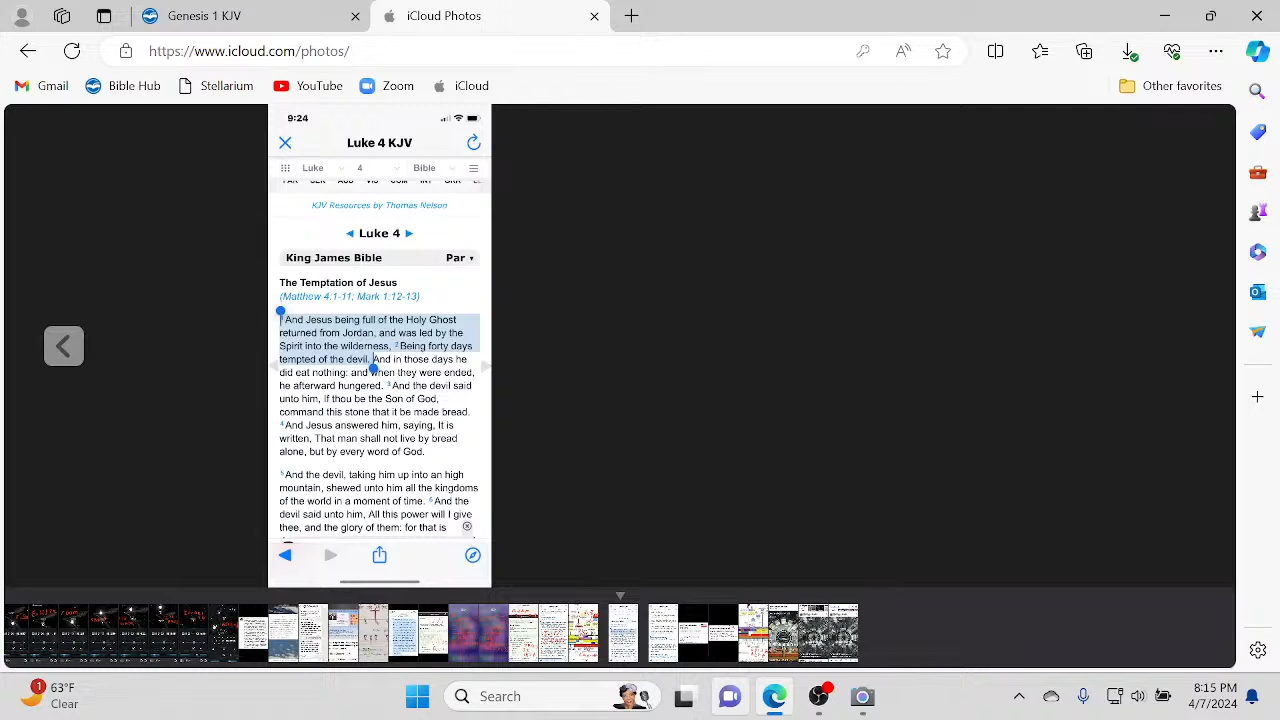 Genesis 1 KJV
iCloud Photos
https://www.icloud.com/photos/
Gmail
Bible Hub
Stellarium
YouTube
Zoom
iCloud
Other favorites
9:24
Luke 4 KJV
Luke
4
Bible
KJV Resources by Thomas Nelson
◄ Luke 4 ►
King James Bible
Par ▾
The Temptation of Jesus
(Matthew 4:1-11; Mark 1:12-13)
1And Jesus being full of the Holy Ghost
returned from Jordan, and was led by the
Spirit into the wilderness, 2Being forty days
tempted of the devil. And in those days he
did eat nothing: and when they were ended,
he afterward hungered. 3And the devil said
unto him, If thou be the Son of God,
command this stone that it be made bread.
4And Jesus answered him, saying, It is
written, That man shall not live by bread
alone, but by every word of God.
5And the devil, taking him up into an high
mountain, shewed unto him all the kingdoms
of the world in a moment of time. 6And the
devil said unto him, All this power will I give
thee, and the glory of them: for that is
1
63°F
Clear
Search
8:15 PM
4/7/2024